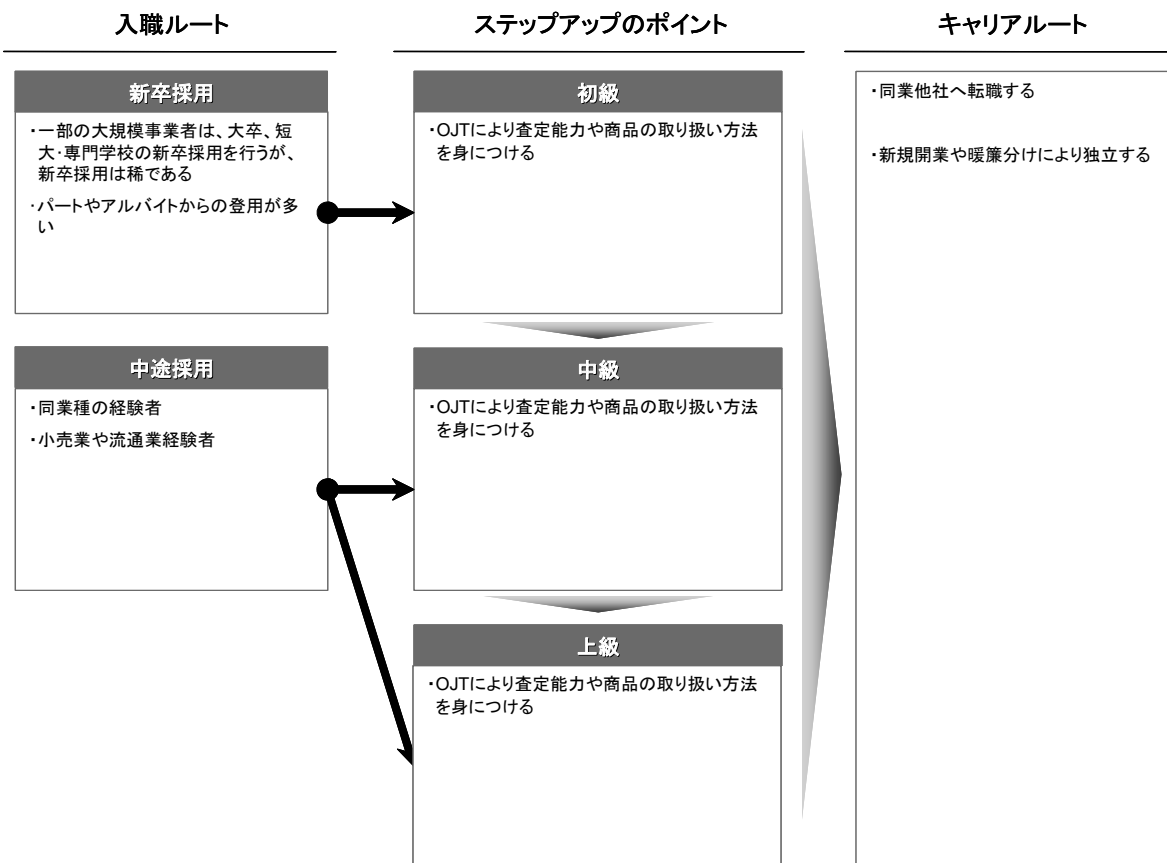 入職ルート
ステップアップのポイント
キャリアルート
新卒採用
・一部の大規模事業者は、大卒、短
大・専門学校の新卒採用を行うが、
新卒採用は稀である
・パートやアルバイトからの登用が多
い
中途採用
・同業種の経験者
・小売業や流通業経験者
初級
・OJTにより査定能力や商品の取り扱い方法
を身につける
中級
・OJTにより査定能力や商品の取り扱い方法
を身につける
上級
・OJTにより査定能力や商品の取り扱い方法
を身につける
・同業他社へ転職する
・新規開業や暖簾分けにより独立する